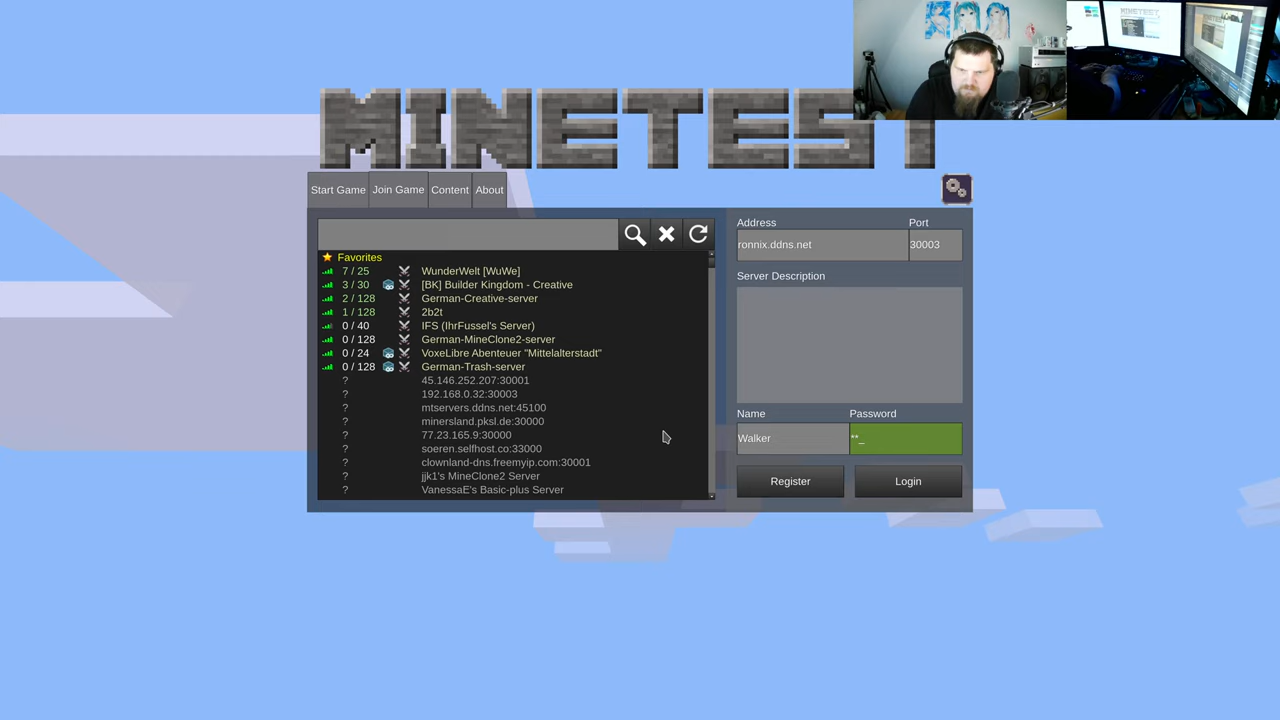 MINETEST
Start Game
Join Game
Content
About
Favorites
7 / 25 WunderWelt [WuWe]
3 / 30 [BK] Builder Kingdom - Creative
2 / 128 German-Creative-server
1 / 128 2b2t
0 / 40 IFS (IhrFussel's Server)
0 / 128 German-MineClone2-server
0 / 24 VoxeLibre Abenteuer "Mittelalterstadt"
0 / 128 German-Trash-server
? 45.146.252.207:30001
? 192.168.0.32:30003
? mtservers.ddns.net:45100
? minersland.pksl.de:30000
? 77.23.165.9:30000
? soeren.selfhost.co:33000
? clownland-dns.freemyip.com:30001
? jjk1's MineClone2 Server
? VanessaE's Basic-plus Server
Address Port
ronnix.ddns.net 30003
Server Description
Name Password
Walker **_
Register Login